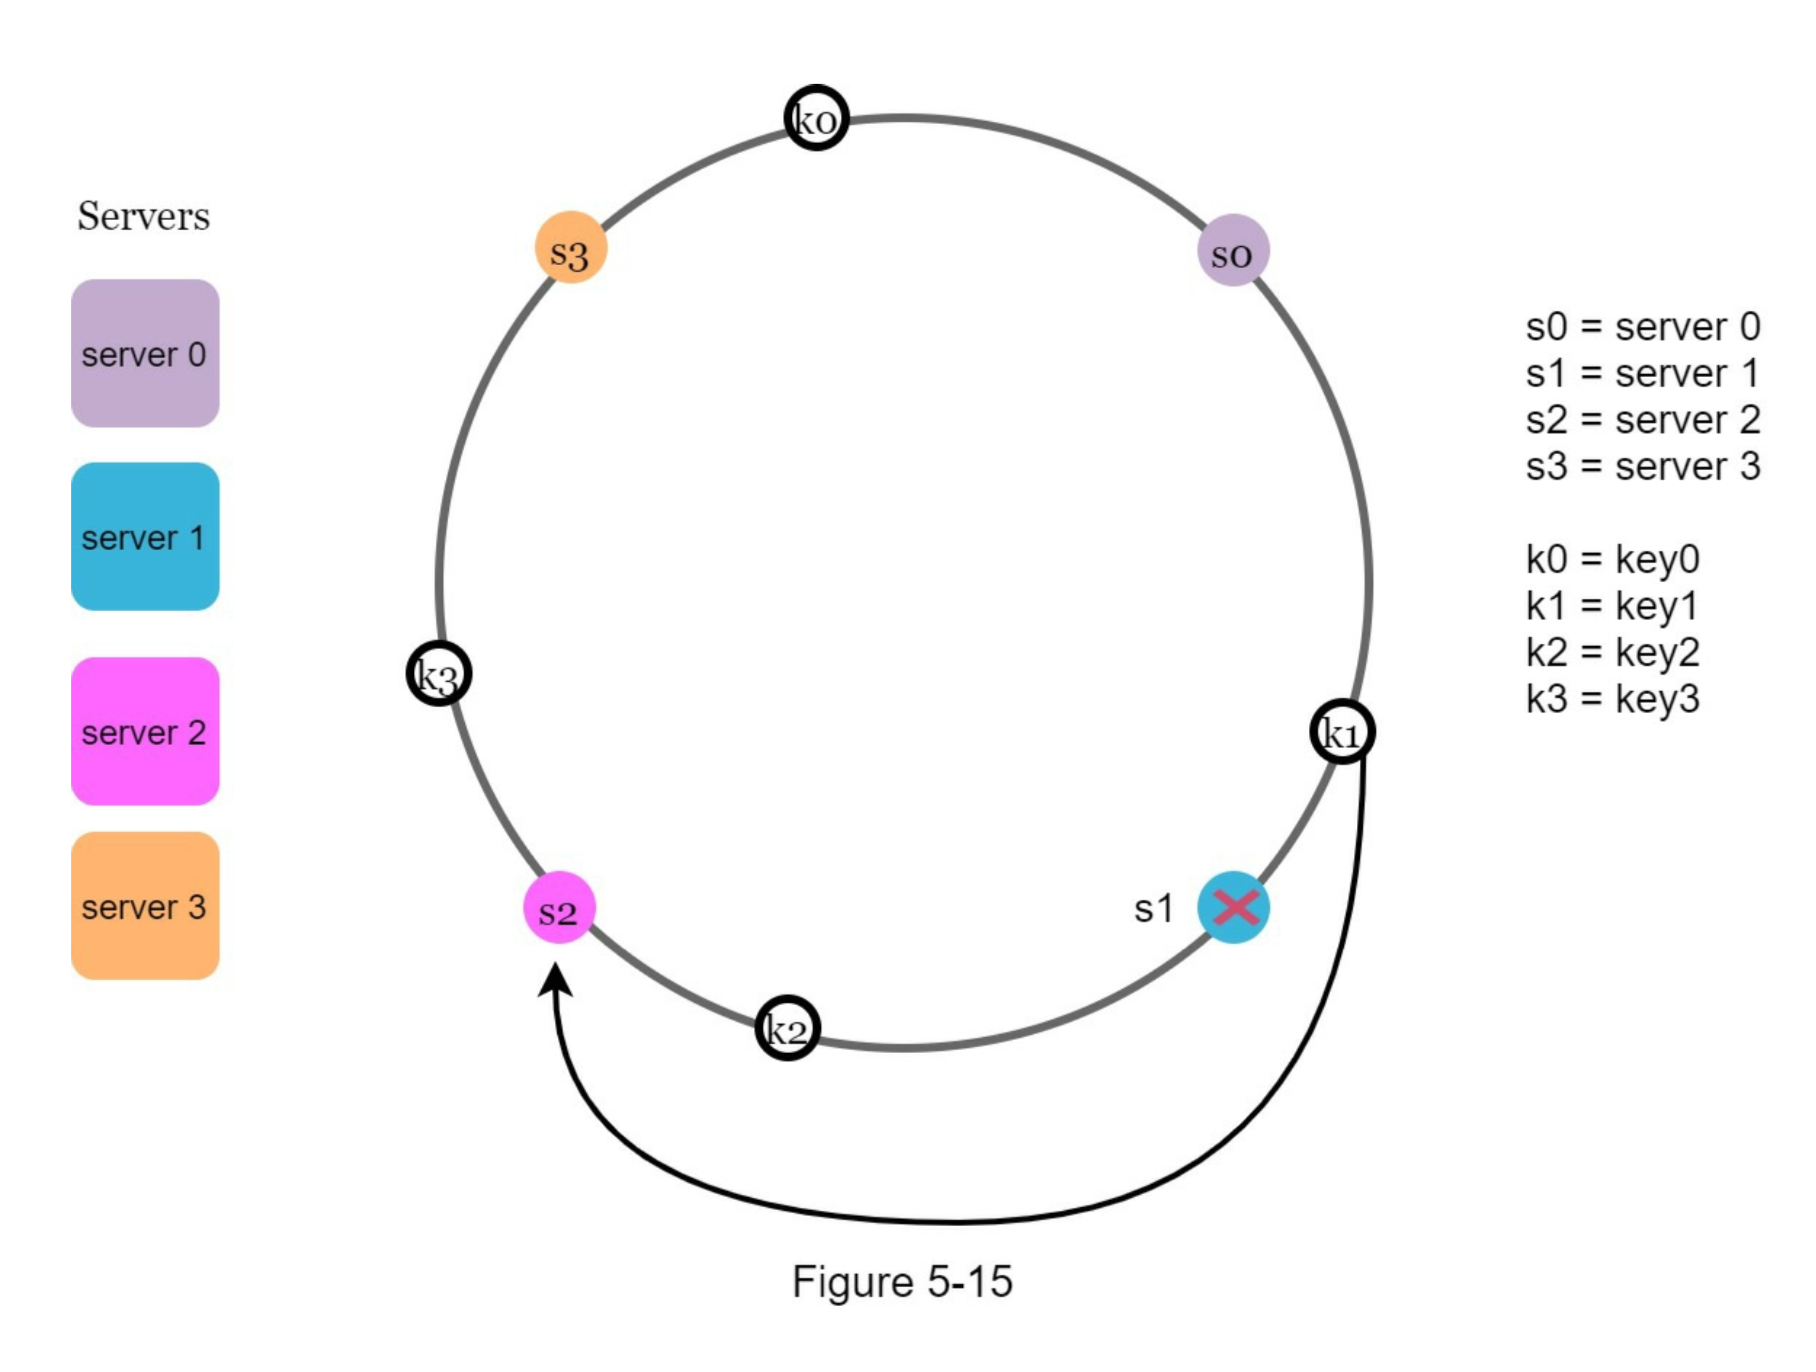 Servers
server 0
server 1
server 2
server 3
k0
s3
s0
k3
k1
s2
s1
k2
s0 = server 0
s1 = server 1
s2 = server 2
s3 = server 3
k0 = key0
k1 = key1
k2 = key2
k3 = key3
Figure 5-15